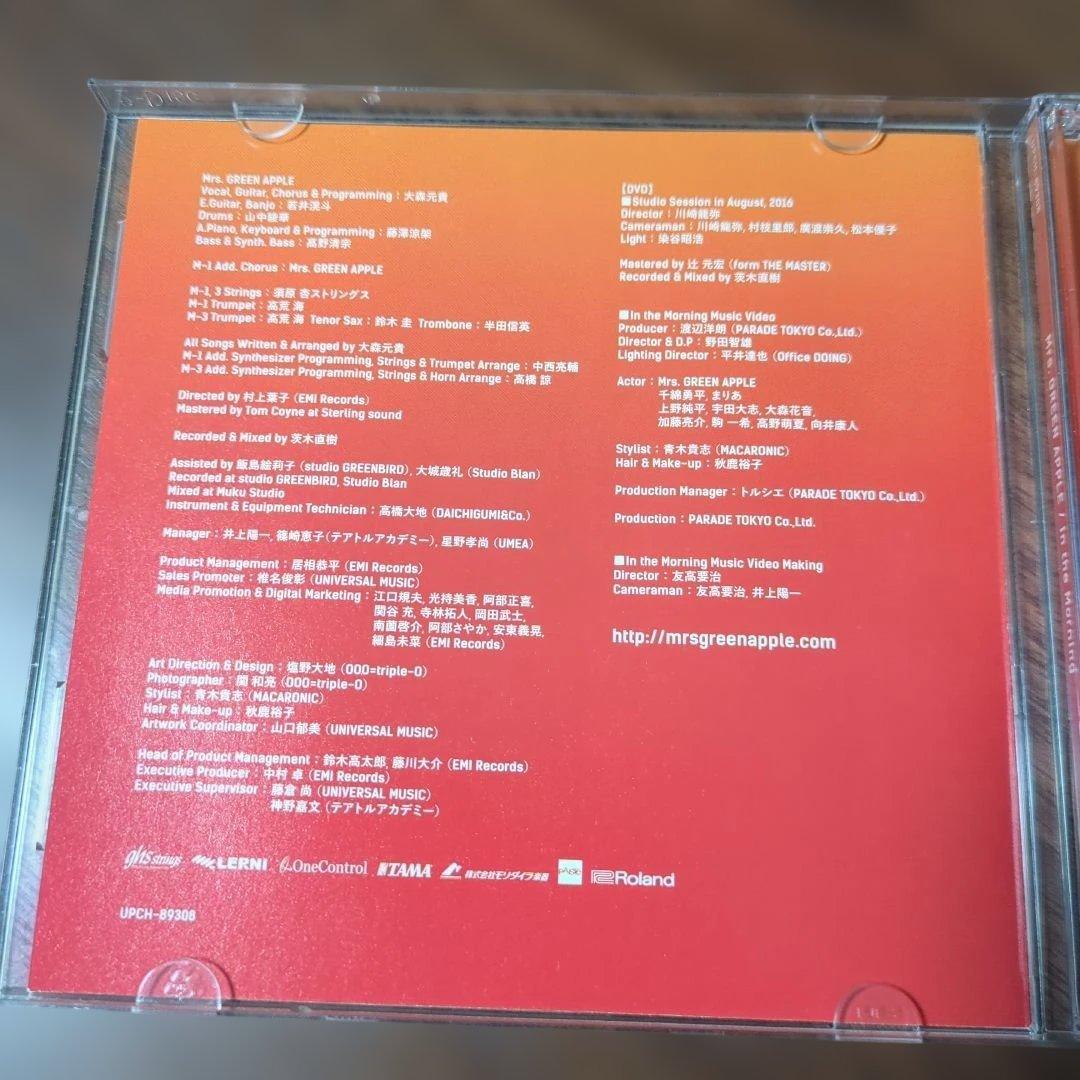 Mrs. GREEN APPLE
Vocal, Guitar, Chorus & Programming：大森元貴
E.Guitar, Banjo：若井滉斗
Drums：山中綾華
A.Piano, Keyboard & Programming：藤澤涼架
Bass & Synth. Bass：髙野清宗
M-1 Add. Chorus：Mrs. GREEN APPLE
M-1, 3 Strings：須原 杏ストリングス
M-1 Trumpet：高荒 海
M-3 Trumpet：高荒 海 Tenor Sax：鈴木 圭 Trombone：半田信英
All Songs Written & Arranged by 大森元貴
M-1 Add. Synthesizer Programming, Strings & Trumpet Arrange：中西亮輔
M-3 Add. Synthesizer Programming, Strings & Horn Arrange：高橋 諒
Directed by 村上葉子 (EMI Records)
Mastered by Tom Coyne at Sterling sound
Recorded & Mixed by 茨木直樹
Assisted by 飯島絵莉子 (studio GREENBIRD), 大城歳礼 (Studio Blan)
Recorded at studio GREENBIRD, Studio Blan
Mixed at Muku Studio
Instrument & Equipment Technician：高橋大地 (DAICHIGUMI&Co.)
Manager：井上陽一, 篠崎恵子(テアトルアカデミー), 星野孝尚 (UMEA)
Product Management：居相恭平 (EMI Records)
Sales Promoter：椎名俊彰 (UNIVERSAL MUSIC)
Media Promotion & Digital Marketing：江口規夫, 光持美香, 阿部正喜,
関谷 充, 寺林拓人, 岡田武士,
南薗啓介, 阿部さやか, 安東義晃,
細島未菜 (EMI Records)
Art Direction & Design：塩野大地 (OOO=triple-O)
Photographer：関 和亮 (OOO=triple-O)
Stylist：青木貴志 (MACARONIC)
Hair & Make-up：秋鹿裕子
Artwork Coordinator：山口郁美 (UNIVERSAL MUSIC)
Head of Product Management：鈴木高太郎, 藤川大介 (EMI Records)
Executive Producer：中村 卓 (EMI Records)
Executive Supervisor：藤倉 尚 (UNIVERSAL MUSIC)
神野嘉文 (テアトルアカデミー)
ghs strings LERNI OneControl TAMA 株式会社モリダイラ楽器 PAiSTe Roland
UPCH-89308
[DVD]
■Studio Session in August, 2016
Director：川崎龍弥
Cameraman：川崎龍弥, 村枝里郎, 廣渡崇久, 松本優子
Light：染谷昭浩
Mastered by 辻 元宏 (form THE MASTER)
Recorded & Mixed by 茨木直樹
■In the Morning Music Video
Producer：渡辺洋朗 (PARADE TOKYO Co.,Ltd.)
Director & D.P：野田智雄
Lighting Director：平井達也 (Office DOING)
Actor：Mrs. GREEN APPLE
千綿勇平, まりあ
上野純平, 宇田大志, 大森花音,
加藤亮介, 駒 一希, 高野萌夏, 向井康人
Stylist：青木貴志 (MACARONIC)
Hair & Make-up：秋鹿裕子
Production Manager：トルシエ (PARADE TOKYO Co.,Ltd.)
Production：PARADE TOKYO Co.,Ltd.
■In the Morning Music Video Making
Director：友高要治
Cameraman：友高要治, 井上陽一
http://mrsgreenapple.com
Mrs. GREEN APPLE / In the Morning